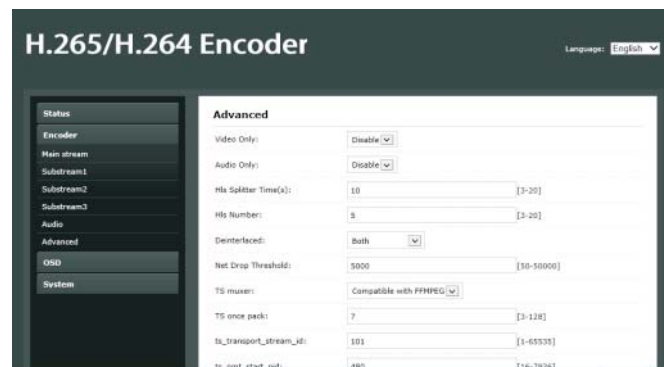 H.265/H.264 Encoder
Language: English
Status
Encoder
Main stream
Substream1
Substream2
Substream3
Audio
Advanced
OSD
System
Advanced
Video Only: Disable
Audio Only: Disable
Hls Splitter Time(s): 10 [3-20]
Hls Number: 5 [3-20]
Deinterlaced: Both
Net Drop Threshold: 5000 [50-50000]
TS muxer: Compatible with FFMPEG
TS once pack: 7 [3-128]
ts_transport_stream_id: 101 [1-65535]
ts_pmt_start_pid: 480